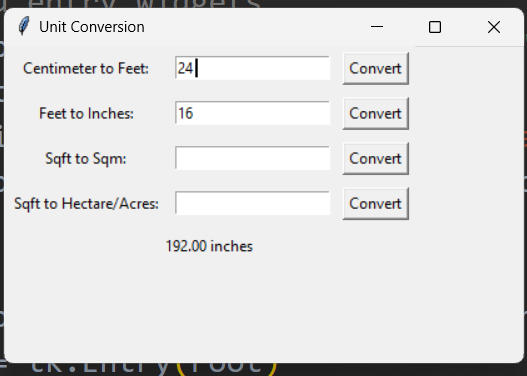 u entry widgets
Unit Conversion
Centimeter to Feet: 24 Convert
Feet to Inches: 16 Convert
Sqft to Sqm: Convert
Sqft to Hectare/Acres: Convert
192.00 inches
= tk.Entry(root)